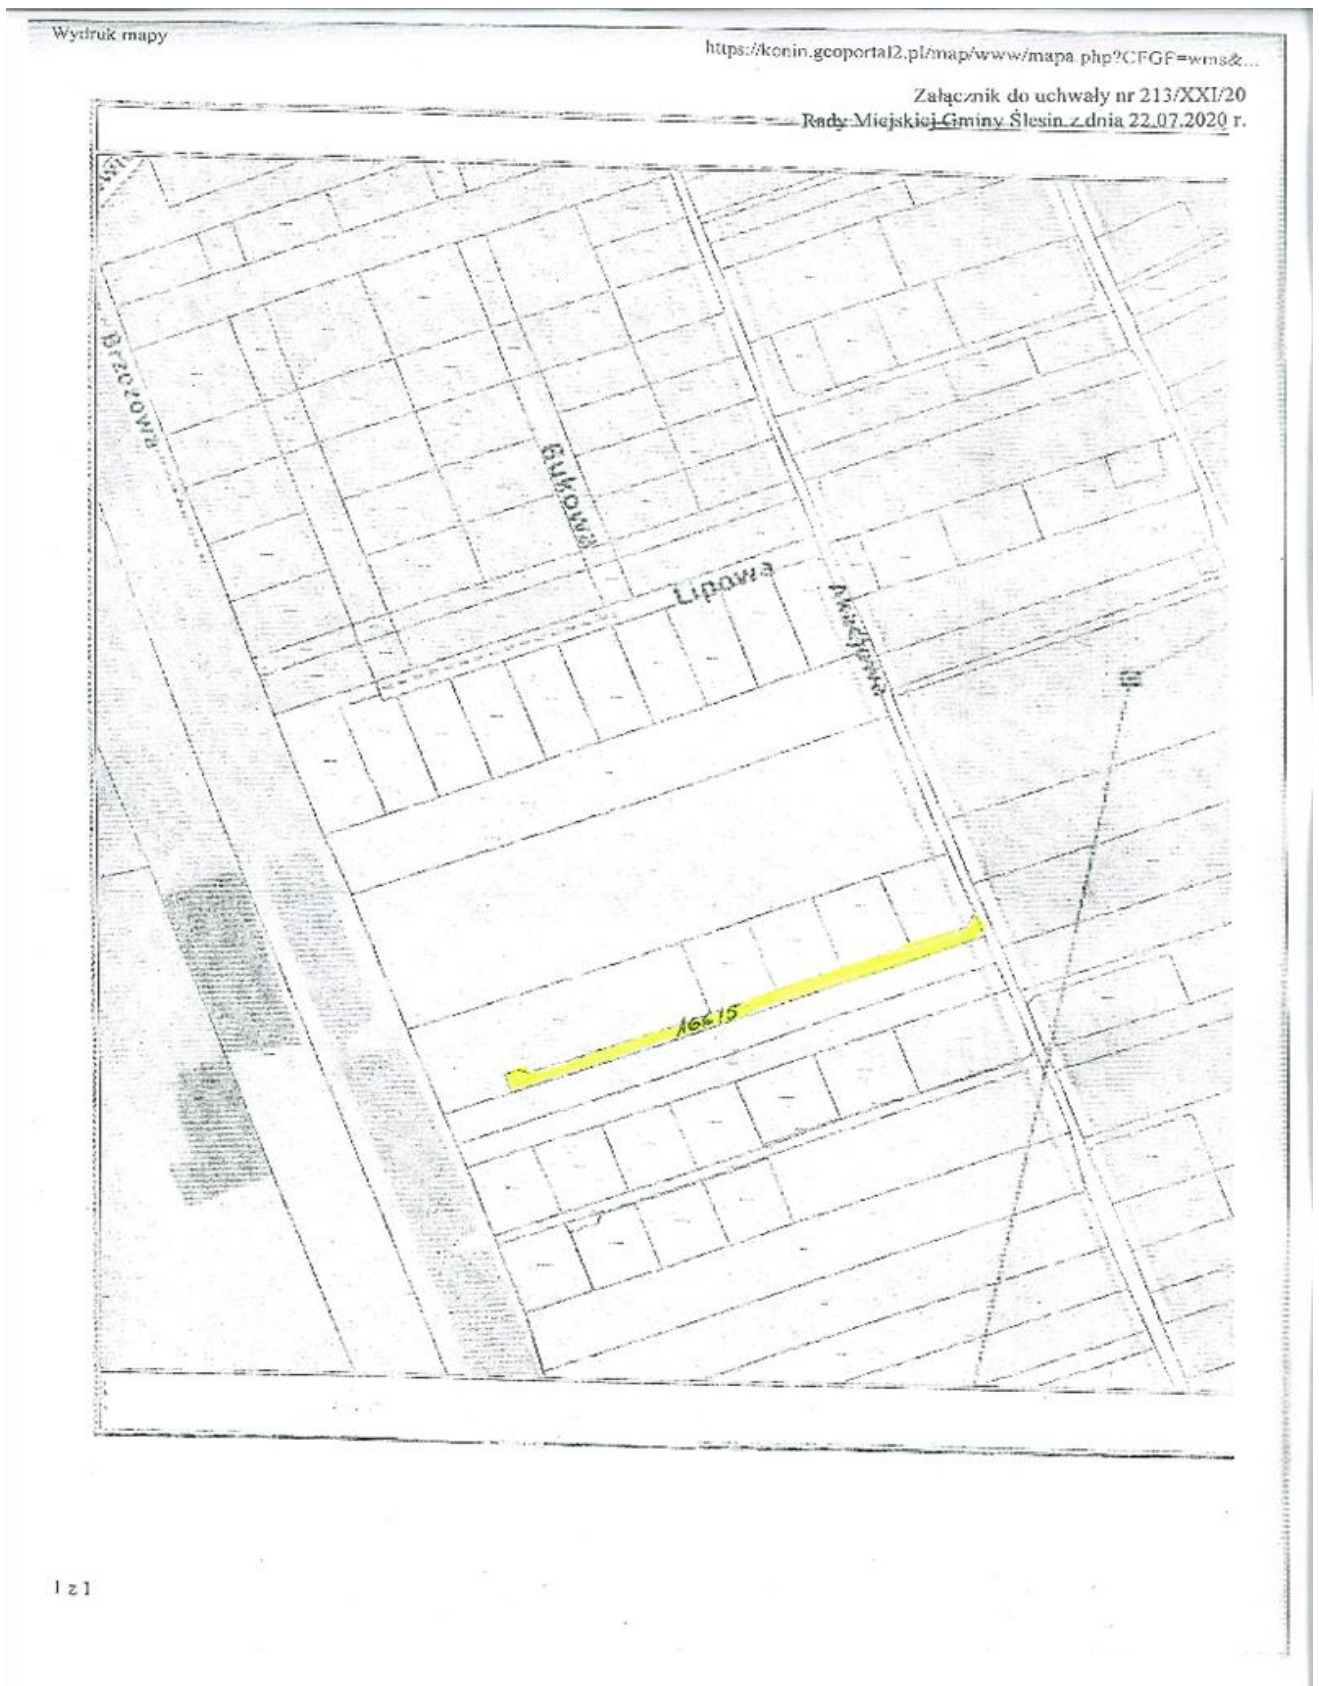 Wydruk mapy
https://konin.geoportal2.pl/map/www/mapa.php?CFGF=wms&...
Załącznik do uchwały nr 213/XXI/20
Rady Miejskiej Gminy Ślesin z dnia 22.07.2020 r.
Brzozowa
Bukowa
Lipowa
Akacjowa
1 z 1